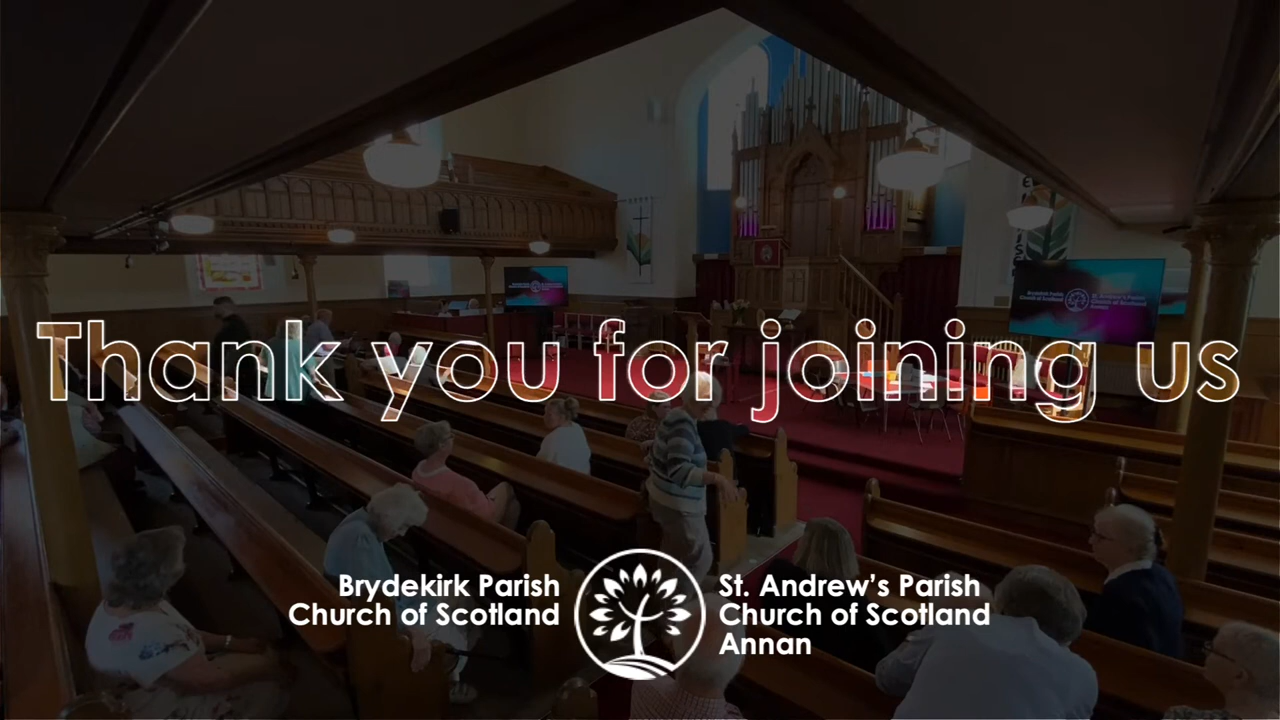 Thank you for joining us
Brydekirk Parish
Church of Scotland
St. Andrew's Parish
Church of Scotland
Annan